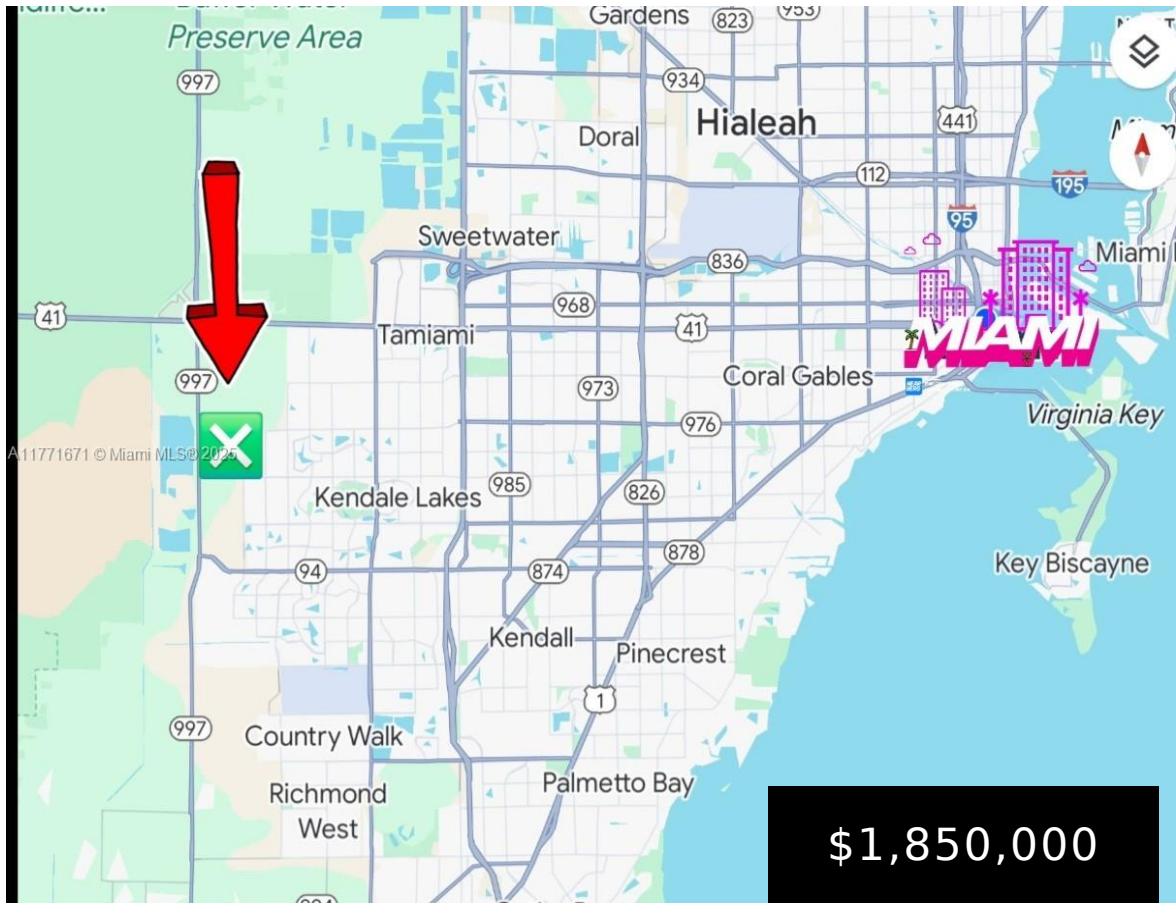 Preserve Area
Gardens
823
953
997
934
Hialeah
441
Doral
112
195
95
Sweetwater
836
Miami
968
41
Tamiami
41
MIAMI
997
973
Coral Gables
976
Virginia Key
A11771671 © Miami MLS® 2025
Kendale Lakes
985
826
878
94
874
Key Biscayne
Kendall
Pinecrest
1
997
Country Walk
Palmetto Bay
Richmond
West
$1,850,000